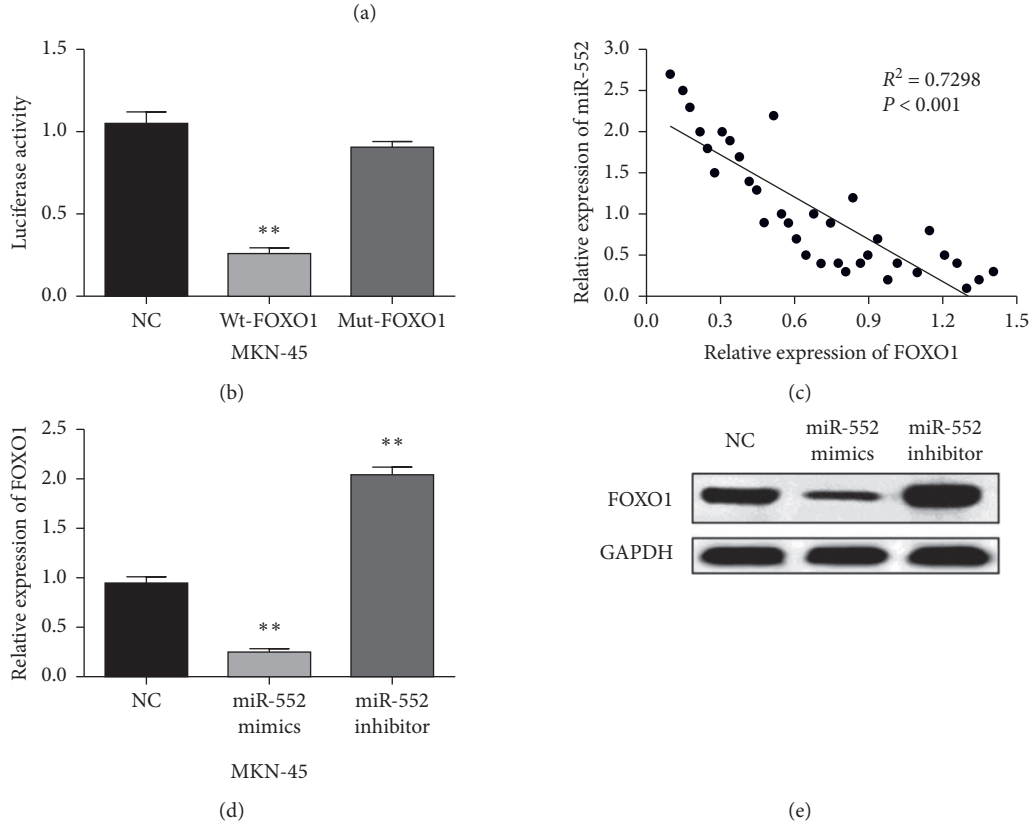 (a)
1.5
1.0
0.5
0.0
Luciferase activity
**
NC
Wt-FOXO1
Mut-FOXO1
MKN-45
(b)
3.0
2.5
2.0
1.5
1.0
0.5
0.0
Relative expression of miR-552
R² = 0.7298
P < 0.001
0.0
0.3
0.6
0.9
1.2
1.5
Relative expression of FOXO1
(c)
2.5
2.0
1.5
1.0
0.5
0.0
Relative expression of FOXO1
**
**
NC
miR-552
mimics
miR-552
inhibitor
MKN-45
(d)
NC
miR-552
mimics
miR-552
inhibitor
FOXO1
GAPDH
(e)